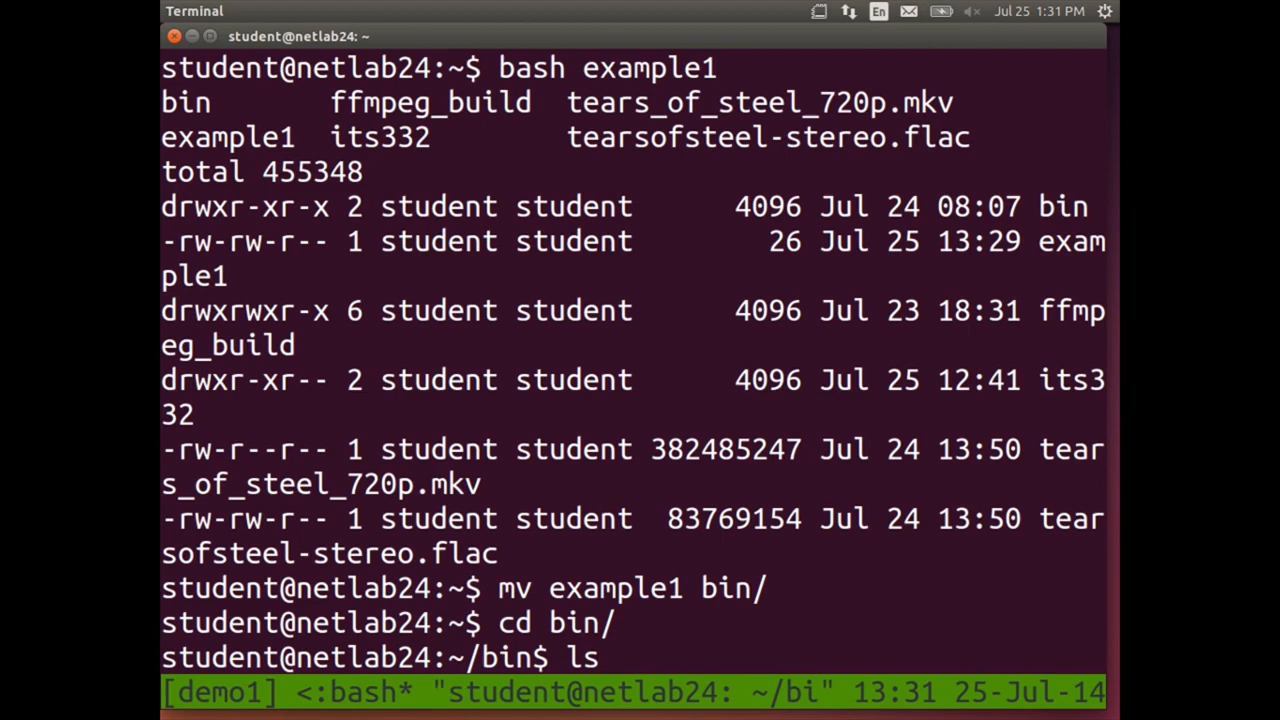 Terminal En Jul 25 1:31 PM
student@netlab24: ~
student@netlab24:~$ bash example1
bin ffmpeg_build tears_of_steel_720p.mkv
example1 its332 tearsofsteel-stereo.flac
total 455348
drwxr-xr-x 2 student student 4096 Jul 24 08:07 bin
-rw-rw-r-- 1 student student 26 Jul 25 13:29 exam
ple1
drwxrwxr-x 6 student student 4096 Jul 23 18:31 ffmp
eg_build
drwxr-xr-- 2 student student 4096 Jul 25 12:41 its3
32
-rw-r--r-- 1 student student 382485247 Jul 24 13:50 tear
s_of_steel_720p.mkv
-rw-rw-r-- 1 student student 83769154 Jul 24 13:50 tear
sofsteel-stereo.flac
student@netlab24:~$ mv example1 bin/
student@netlab24:~$ cd bin/
student@netlab24:~/bin$ ls
[demo1] <:bash* "student@netlab24: ~/bi" 13:31 25-Jul-14